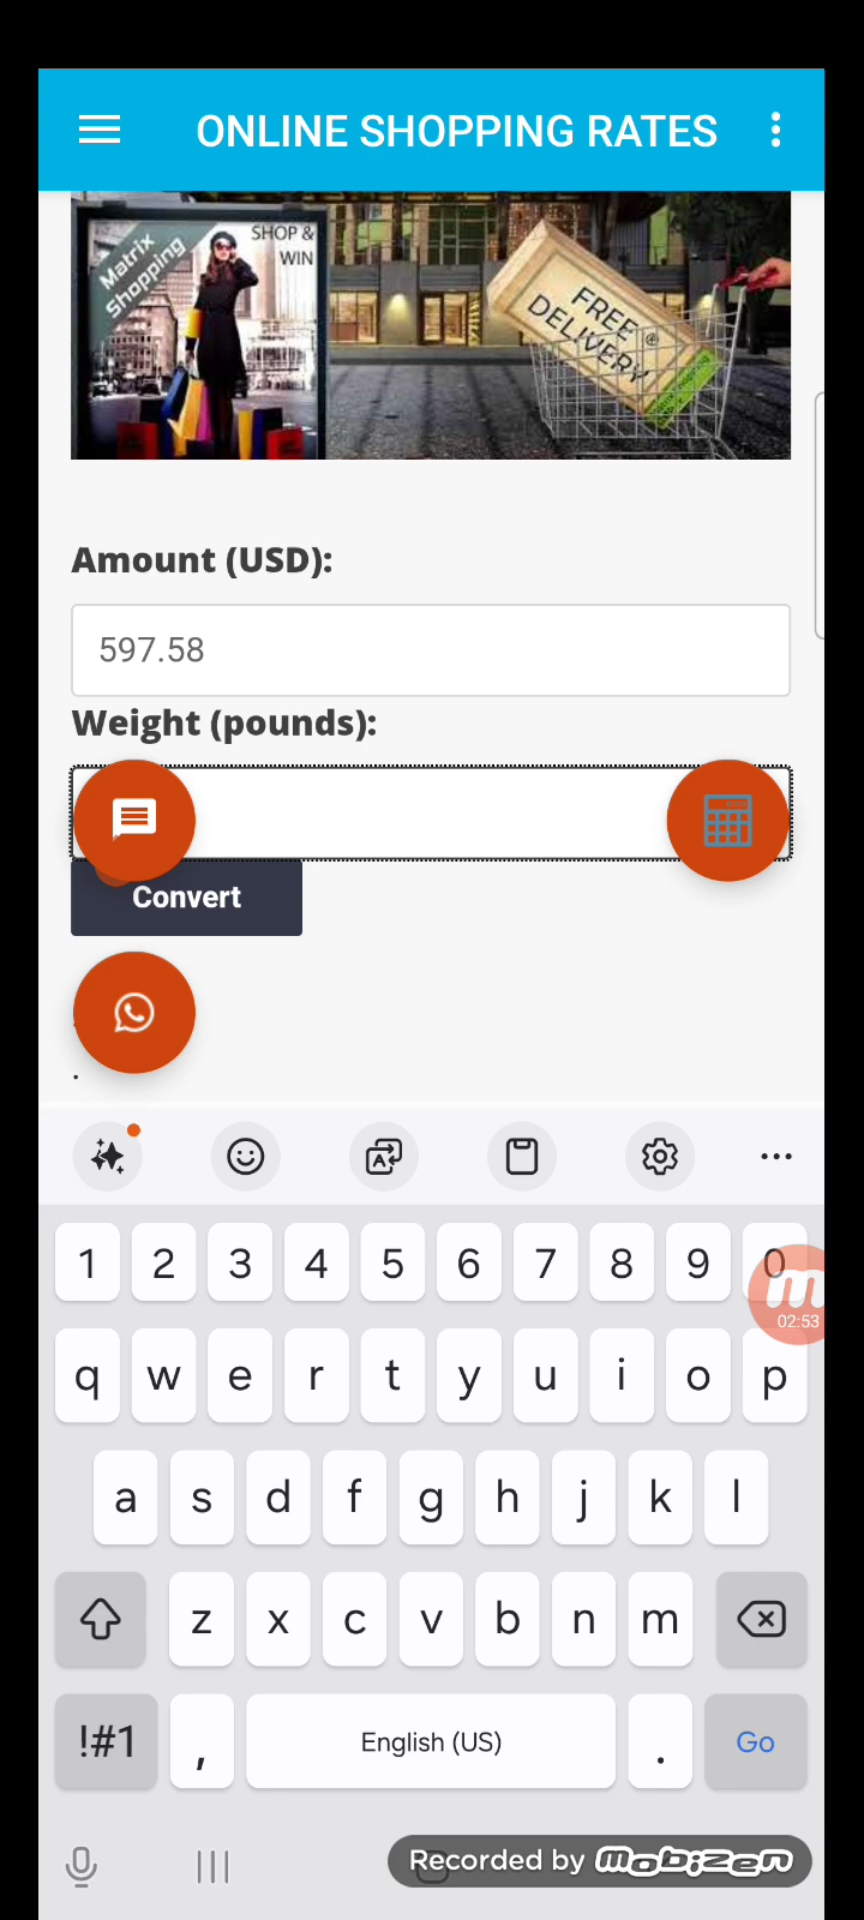 ONLINE SHOPPING RATES
Matrix
Shopping
SHOP &
WIN
FREE
DELIVERY
Amount (USD):
597.58
Weight (pounds):
Convert
.
1 2 3 4 5 6 7 8 9 0
02:53
q w e r t y u i o p
a s d f g h j k l
z x c v b n m
!#1 , English (US) . Go
Recorded by mobizen